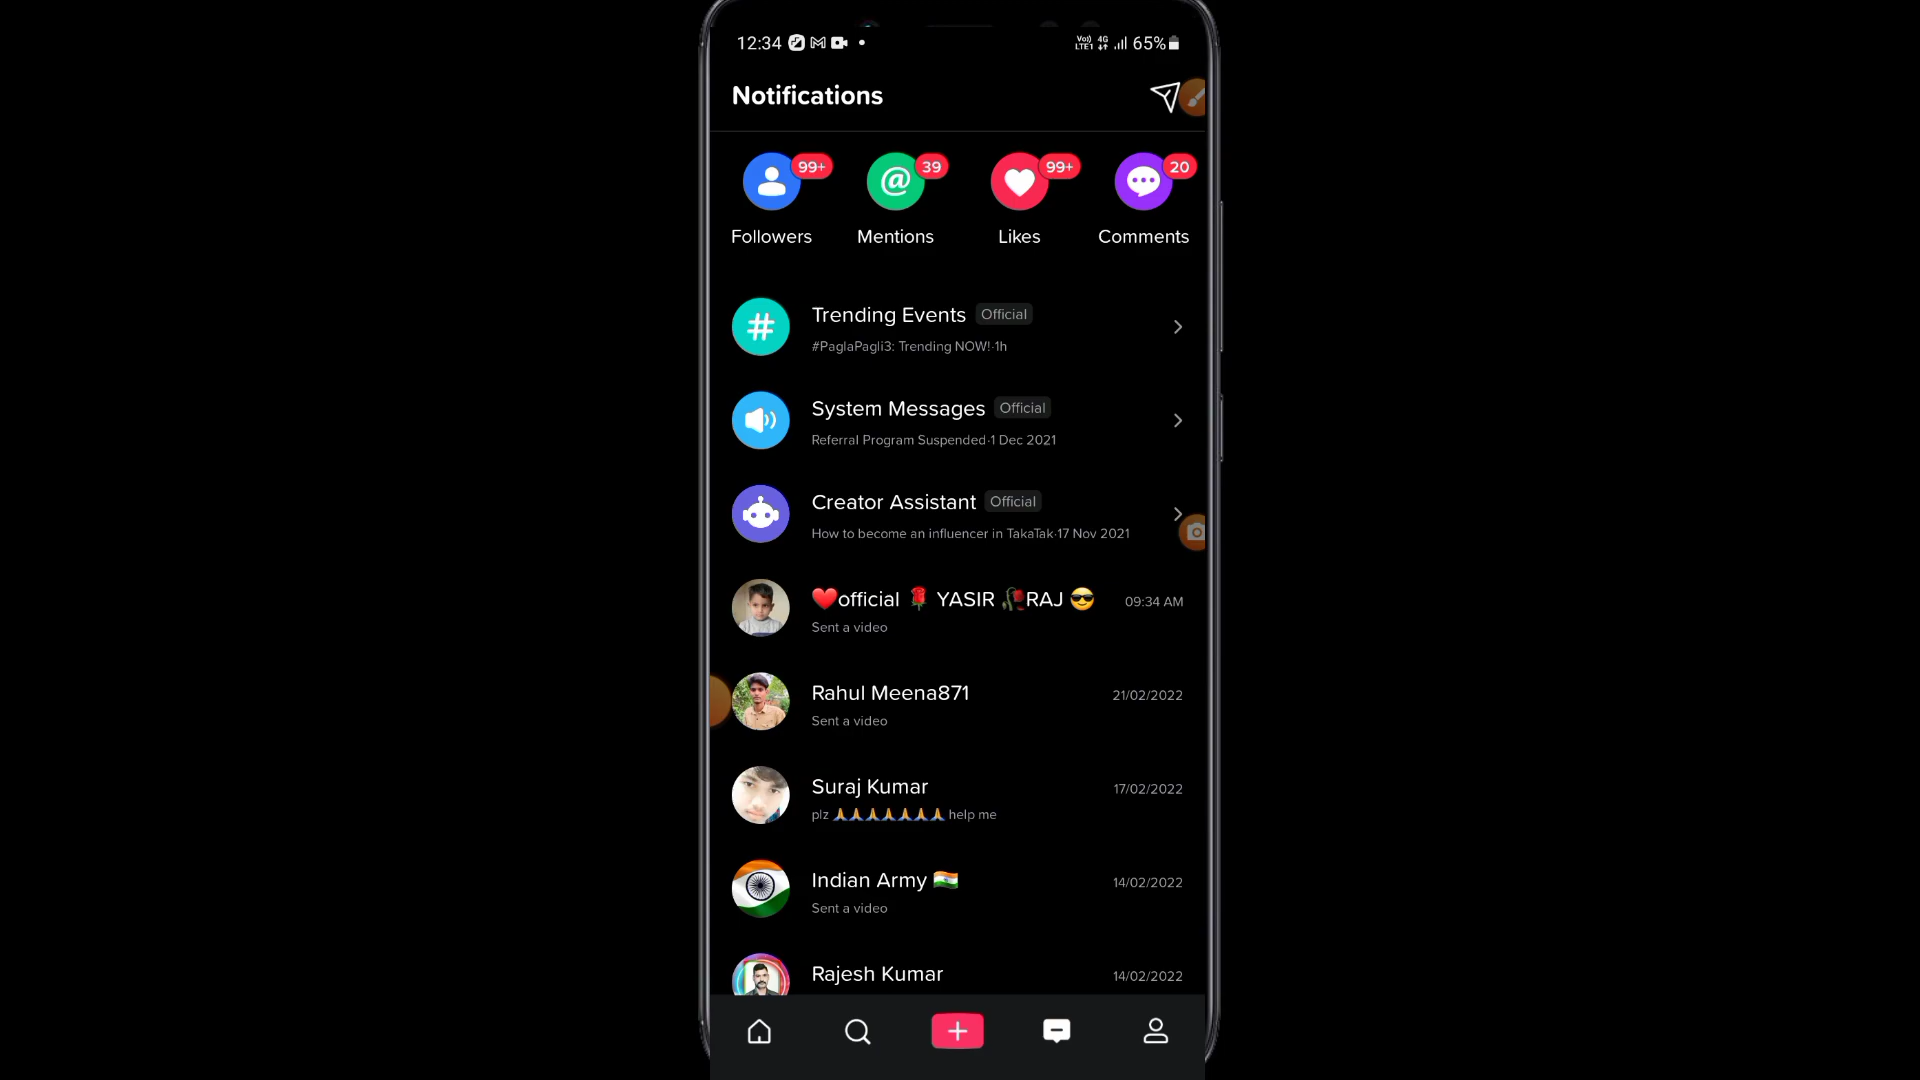 12:34 Vo)) 4G LTE1 65%
Notifications
99+ 39 99+ 20
Followers Mentions Likes Comments
Trending Events Official
#PaglaPagli3: Trending NOW!·1h
System Messages Official
Referral Program Suspended·1 Dec 2021
Creator Assistant Official
How to become an influencer in TakaTak·17 Nov 2021
❤️official 🌹 YASIR 🥀RAJ 😎 09:34 AM
Sent a video
Rahul Meena871 21/02/2022
Sent a video
Suraj Kumar 17/02/2022
plz 🙏🙏🙏🙏🙏🙏🙏 help me
Indian Army 🇮🇳 14/02/2022
Sent a video
Rajesh Kumar 14/02/2022